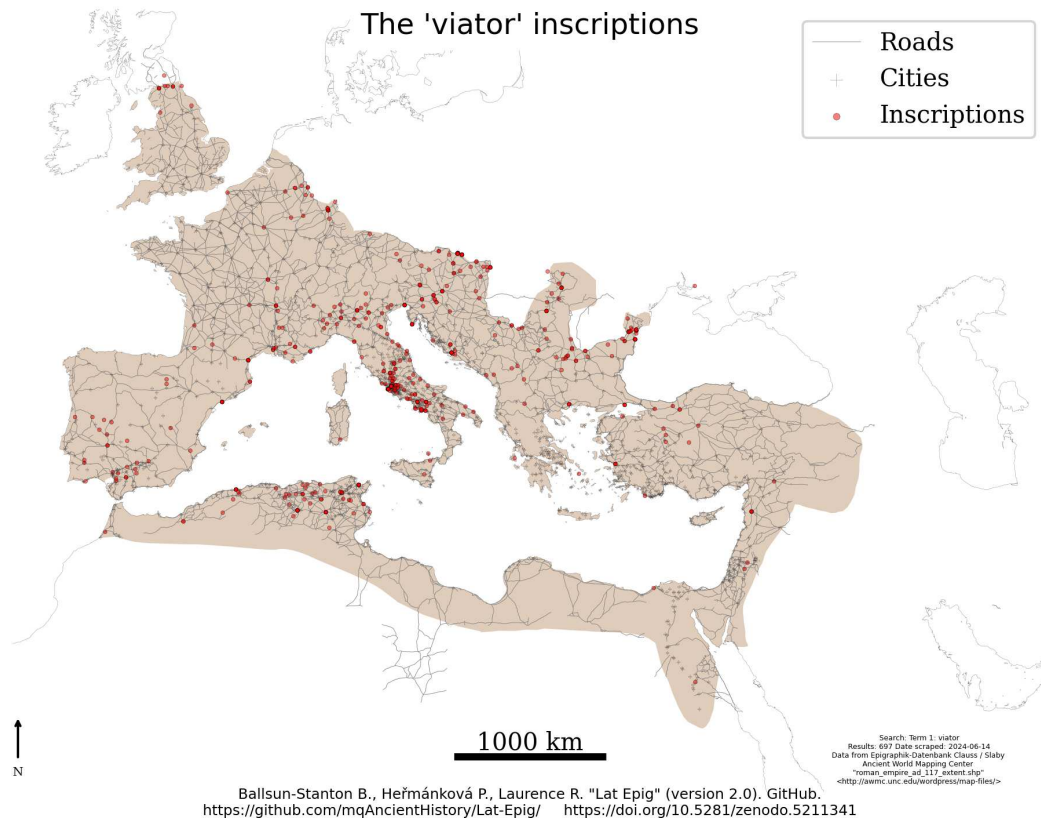 The 'viator' inscriptions
Roads
Cities
Inscriptions
N
1000 km
Search: Term 1: viator
Results: 697 Date scraped: 2024-06-14
Data from Epigraphik-Datenbank Clauss / Slaby
Ancient World Mapping Center
"roman_empire_ad_117_extent.shp"
<http://awmc.unc.edu/wordpress/map-files/>
Ballsun-Stanton B., Heřmánková P., Laurence R. "Lat Epig" (version 2.0). GitHub.
https://github.com/mqAncientHistory/Lat-Epig/ https://doi.org/10.5281/zenodo.5211341